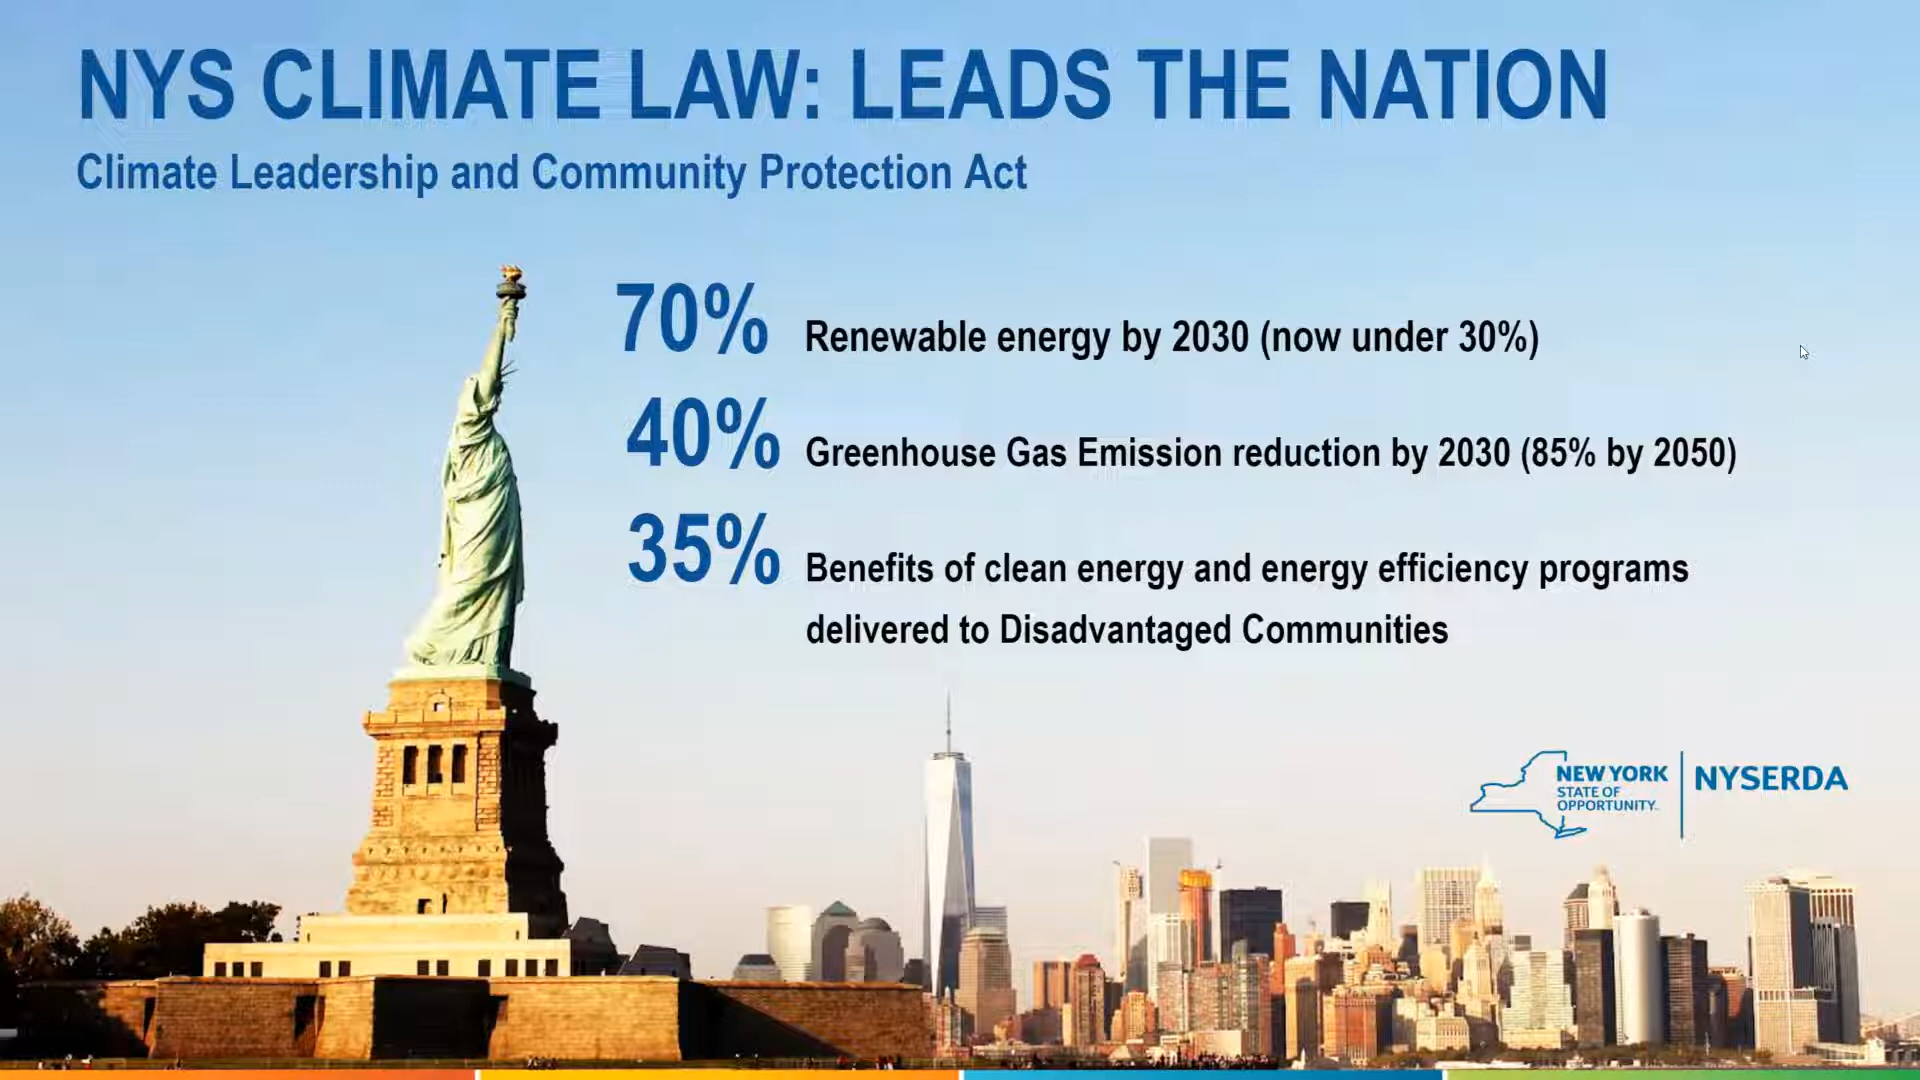 NYS CLIMATE LAW: LEADS THE NATION
Climate Leadership and Community Protection Act
70% Renewable energy by 2030 (now under 30%)
40% Greenhouse Gas Emission reduction by 2030 (85% by 2050)
35% Benefits of clean energy and energy efficiency programs
delivered to Disadvantaged Communities
NEW YORK
STATE OF
OPPORTUNITY.
NYSERDA